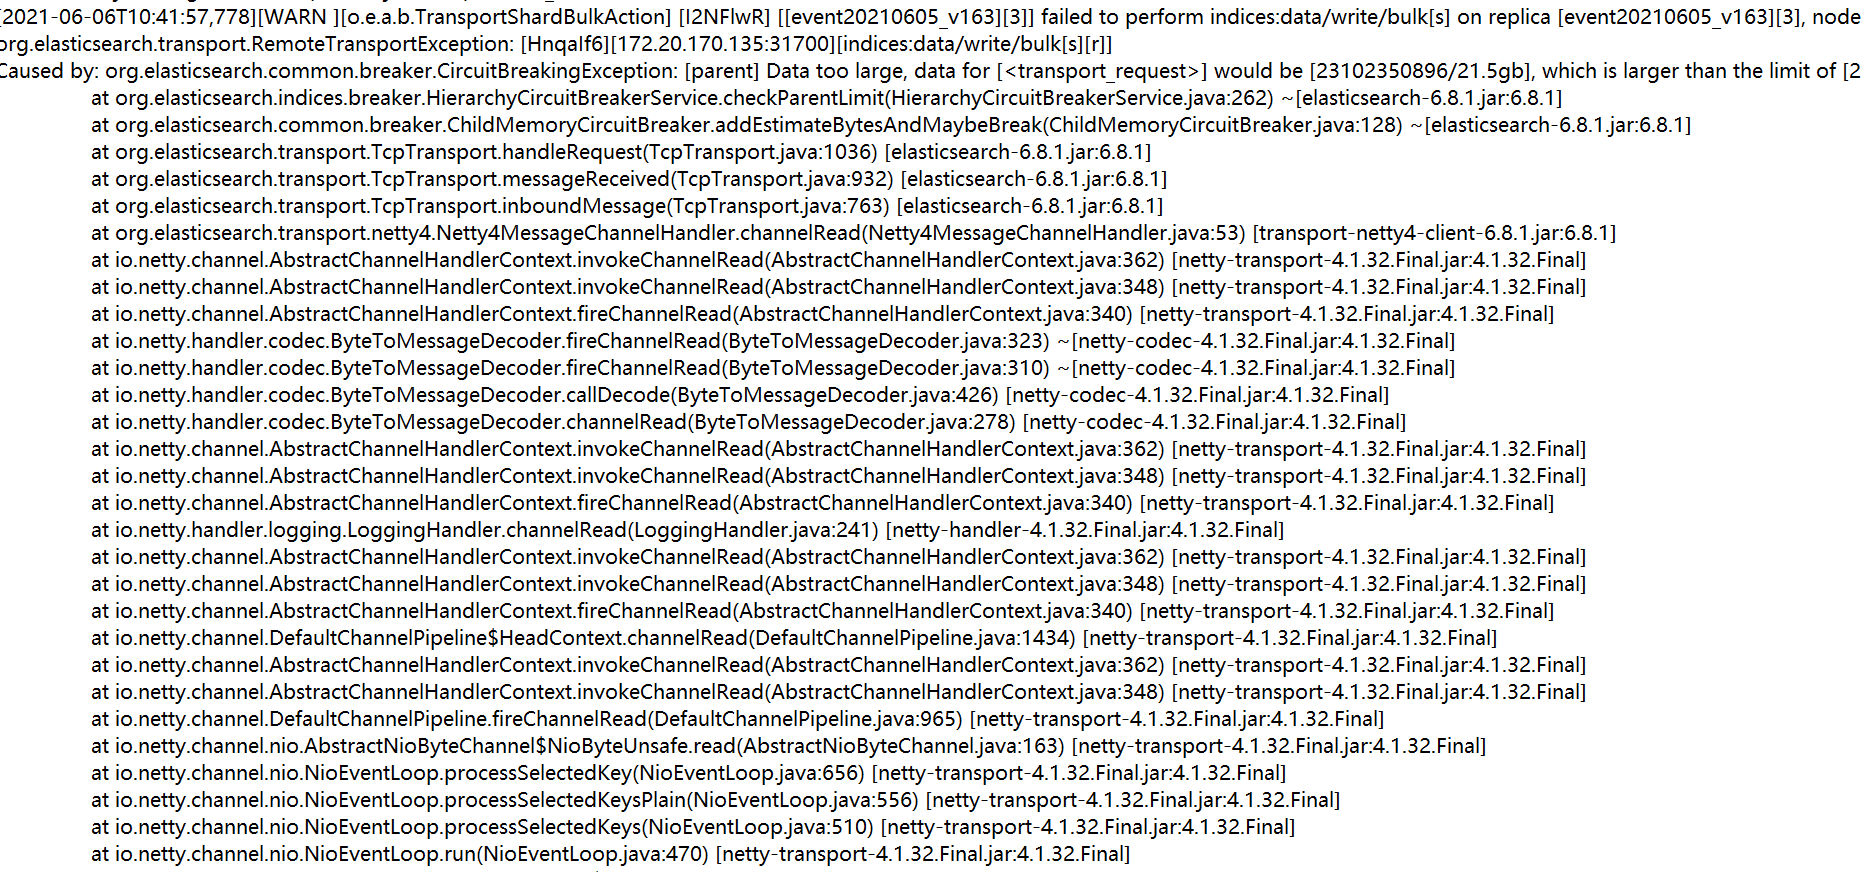 [2021-06-06T10:41:57,778][WARN ][o.e.a.b.TransportShardBulkAction] [I2NFlwR] [[event20210605_v163][3]] failed to perform indices:data/write/bulk[s] on replica [event20210605_v163][3], node
org.elasticsearch.transport.RemoteTransportException: [HnqaIf6][172.20.170.135:31700][indices:data/write/bulk[s][r]]
Caused by: org.elasticsearch.common.breaker.CircuitBreakingException: [parent] Data too large, data for [<transport_request>] would be [23102350896/21.5gb], which is larger than the limit of [2
at org.elasticsearch.indices.breaker.HierarchyCircuitBreakerService.checkParentLimit(HierarchyCircuitBreakerService.java:262) ~[elasticsearch-6.8.1.jar:6.8.1]
at org.elasticsearch.common.breaker.ChildMemoryCircuitBreaker.addEstimateBytesAndMaybeBreak(ChildMemoryCircuitBreaker.java:128) ~[elasticsearch-6.8.1.jar:6.8.1]
at org.elasticsearch.transport.TcpTransport.handleRequest(TcpTransport.java:1036) [elasticsearch-6.8.1.jar:6.8.1]
at org.elasticsearch.transport.TcpTransport.messageReceived(TcpTransport.java:932) [elasticsearch-6.8.1.jar:6.8.1]
at org.elasticsearch.transport.TcpTransport.inboundMessage(TcpTransport.java:763) [elasticsearch-6.8.1.jar:6.8.1]
at org.elasticsearch.transport.netty4.Netty4MessageChannelHandler.channelRead(Netty4MessageChannelHandler.java:53) [transport-netty4-client-6.8.1.jar:6.8.1]
at io.netty.channel.AbstractChannelHandlerContext.invokeChannelRead(AbstractChannelHandlerContext.java:362) [netty-transport-4.1.32.Final.jar:4.1.32.Final]
at io.netty.channel.AbstractChannelHandlerContext.invokeChannelRead(AbstractChannelHandlerContext.java:348) [netty-transport-4.1.32.Final.jar:4.1.32.Final]
at io.netty.channel.AbstractChannelHandlerContext.fireChannelRead(AbstractChannelHandlerContext.java:340) [netty-transport-4.1.32.Final.jar:4.1.32.Final]
at io.netty.handler.codec.ByteToMessageDecoder.fireChannelRead(ByteToMessageDecoder.java:323) ~[netty-codec-4.1.32.Final.jar:4.1.32.Final]
at io.netty.handler.codec.ByteToMessageDecoder.fireChannelRead(ByteToMessageDecoder.java:310) ~[netty-codec-4.1.32.Final.jar:4.1.32.Final]
at io.netty.handler.codec.ByteToMessageDecoder.callDecode(ByteToMessageDecoder.java:426) [netty-codec-4.1.32.Final.jar:4.1.32.Final]
at io.netty.handler.codec.ByteToMessageDecoder.channelRead(ByteToMessageDecoder.java:278) [netty-codec-4.1.32.Final.jar:4.1.32.Final]
at io.netty.channel.AbstractChannelHandlerContext.invokeChannelRead(AbstractChannelHandlerContext.java:362) [netty-transport-4.1.32.Final.jar:4.1.32.Final]
at io.netty.channel.AbstractChannelHandlerContext.invokeChannelRead(AbstractChannelHandlerContext.java:348) [netty-transport-4.1.32.Final.jar:4.1.32.Final]
at io.netty.channel.AbstractChannelHandlerContext.fireChannelRead(AbstractChannelHandlerContext.java:340) [netty-transport-4.1.32.Final.jar:4.1.32.Final]
at io.netty.handler.logging.LoggingHandler.channelRead(LoggingHandler.java:241) [netty-handler-4.1.32.Final.jar:4.1.32.Final]
at io.netty.channel.AbstractChannelHandlerContext.invokeChannelRead(AbstractChannelHandlerContext.java:362) [netty-transport-4.1.32.Final.jar:4.1.32.Final]
at io.netty.channel.AbstractChannelHandlerContext.invokeChannelRead(AbstractChannelHandlerContext.java:348) [netty-transport-4.1.32.Final.jar:4.1.32.Final]
at io.netty.channel.AbstractChannelHandlerContext.fireChannelRead(AbstractChannelHandlerContext.java:340) [netty-transport-4.1.32.Final.jar:4.1.32.Final]
at io.netty.channel.DefaultChannelPipeline$HeadContext.channelRead(DefaultChannelPipeline.java:1434) [netty-transport-4.1.32.Final.jar:4.1.32.Final]
at io.netty.channel.AbstractChannelHandlerContext.invokeChannelRead(AbstractChannelHandlerContext.java:362) [netty-transport-4.1.32.Final.jar:4.1.32.Final]
at io.netty.channel.AbstractChannelHandlerContext.invokeChannelRead(AbstractChannelHandlerContext.java:348) [netty-transport-4.1.32.Final.jar:4.1.32.Final]
at io.netty.channel.DefaultChannelPipeline.fireChannelRead(DefaultChannelPipeline.java:965) [netty-transport-4.1.32.Final.jar:4.1.32.Final]
at io.netty.channel.nio.AbstractNioByteChannel$NioByteUnsafe.read(AbstractNioByteChannel.java:163) [netty-transport-4.1.32.Final.jar:4.1.32.Final]
at io.netty.channel.nio.NioEventLoop.processSelectedKey(NioEventLoop.java:656) [netty-transport-4.1.32.Final.jar:4.1.32.Final]
at io.netty.channel.nio.NioEventLoop.processSelectedKeysPlain(NioEventLoop.java:556) [netty-transport-4.1.32.Final.jar:4.1.32.Final]
at io.netty.channel.nio.NioEventLoop.processSelectedKeys(NioEventLoop.java:510) [netty-transport-4.1.32.Final.jar:4.1.32.Final]
at io.netty.channel.nio.NioEventLoop.run(NioEventLoop.java:470) [netty-transport-4.1.32.Final.jar:4.1.32.Final]